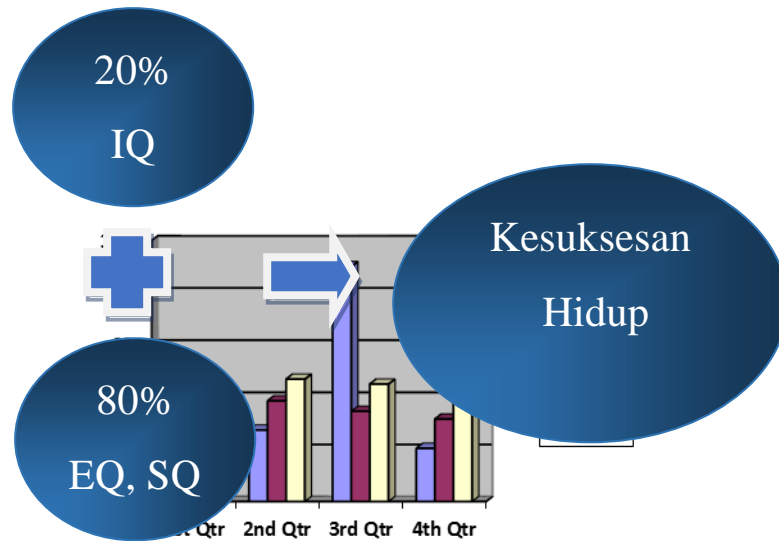 20%
IQ
Kesuksesan
Hidup
80%
EQ, SQ
2nd Qtr
3rd Qtr
4th Qtr